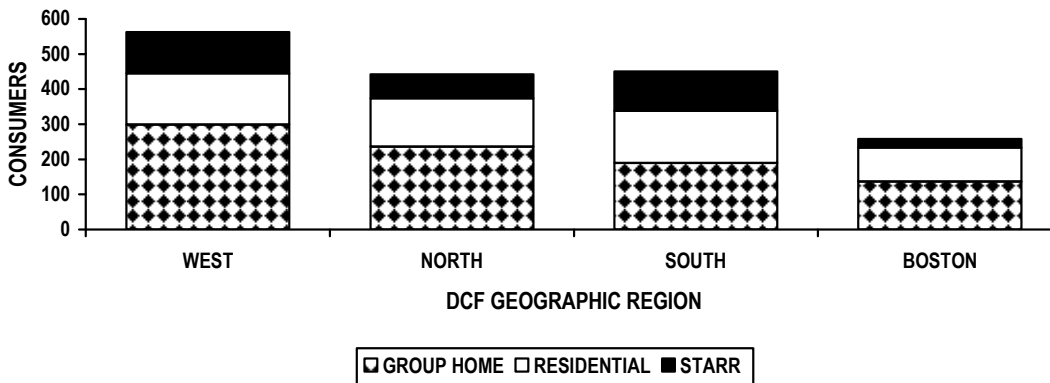 600
500
400
300
200
100
0
CONSUMERS
WEST NORTH SOUTH BOSTON
DCF GEOGRAPHIC REGION
GROUP HOME RESIDENTIAL STARR